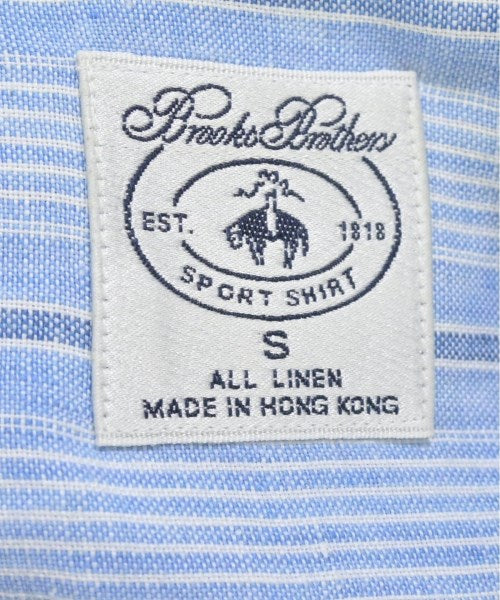 Brooks Brothers
EST. 1818
SPORT SHIRT
S
ALL LINEN
MADE IN HONG KONG